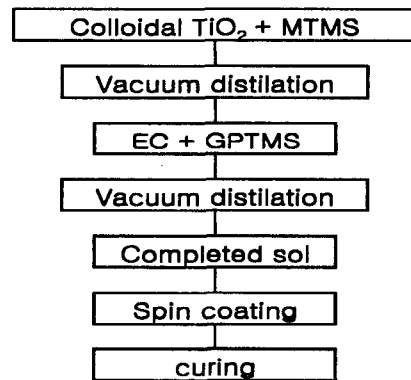 Colloidal TiO₂ + MTMS
Vacuum distilation
EC + GPTMS
Vacuum distilation
Completed sol
Spin coating
curing